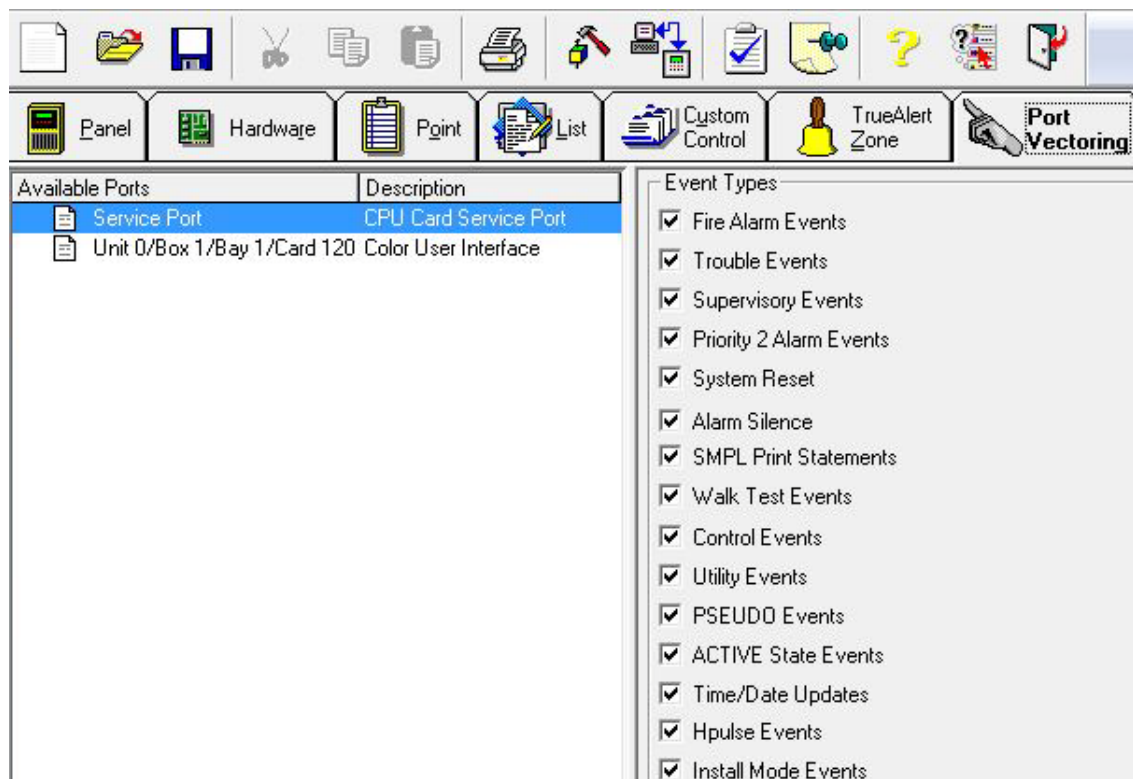 Panel
Hardware
Point
List
Custom Control
TrueAlert Zone
Port Vectoring
Available Ports Description
Service Port CPU Card Service Port
Unit 0/Box 1/Bay 1/Card 120 Color User Interface
Event Types
Fire Alarm Events
Trouble Events
Supervisory Events
Priority 2 Alarm Events
System Reset
Alarm Silence
SMPL Print Statements
Walk Test Events
Control Events
Utility Events
PSEUDO Events
ACTIVE State Events
Time/Date Updates
Hpulse Events
Install Mode Events